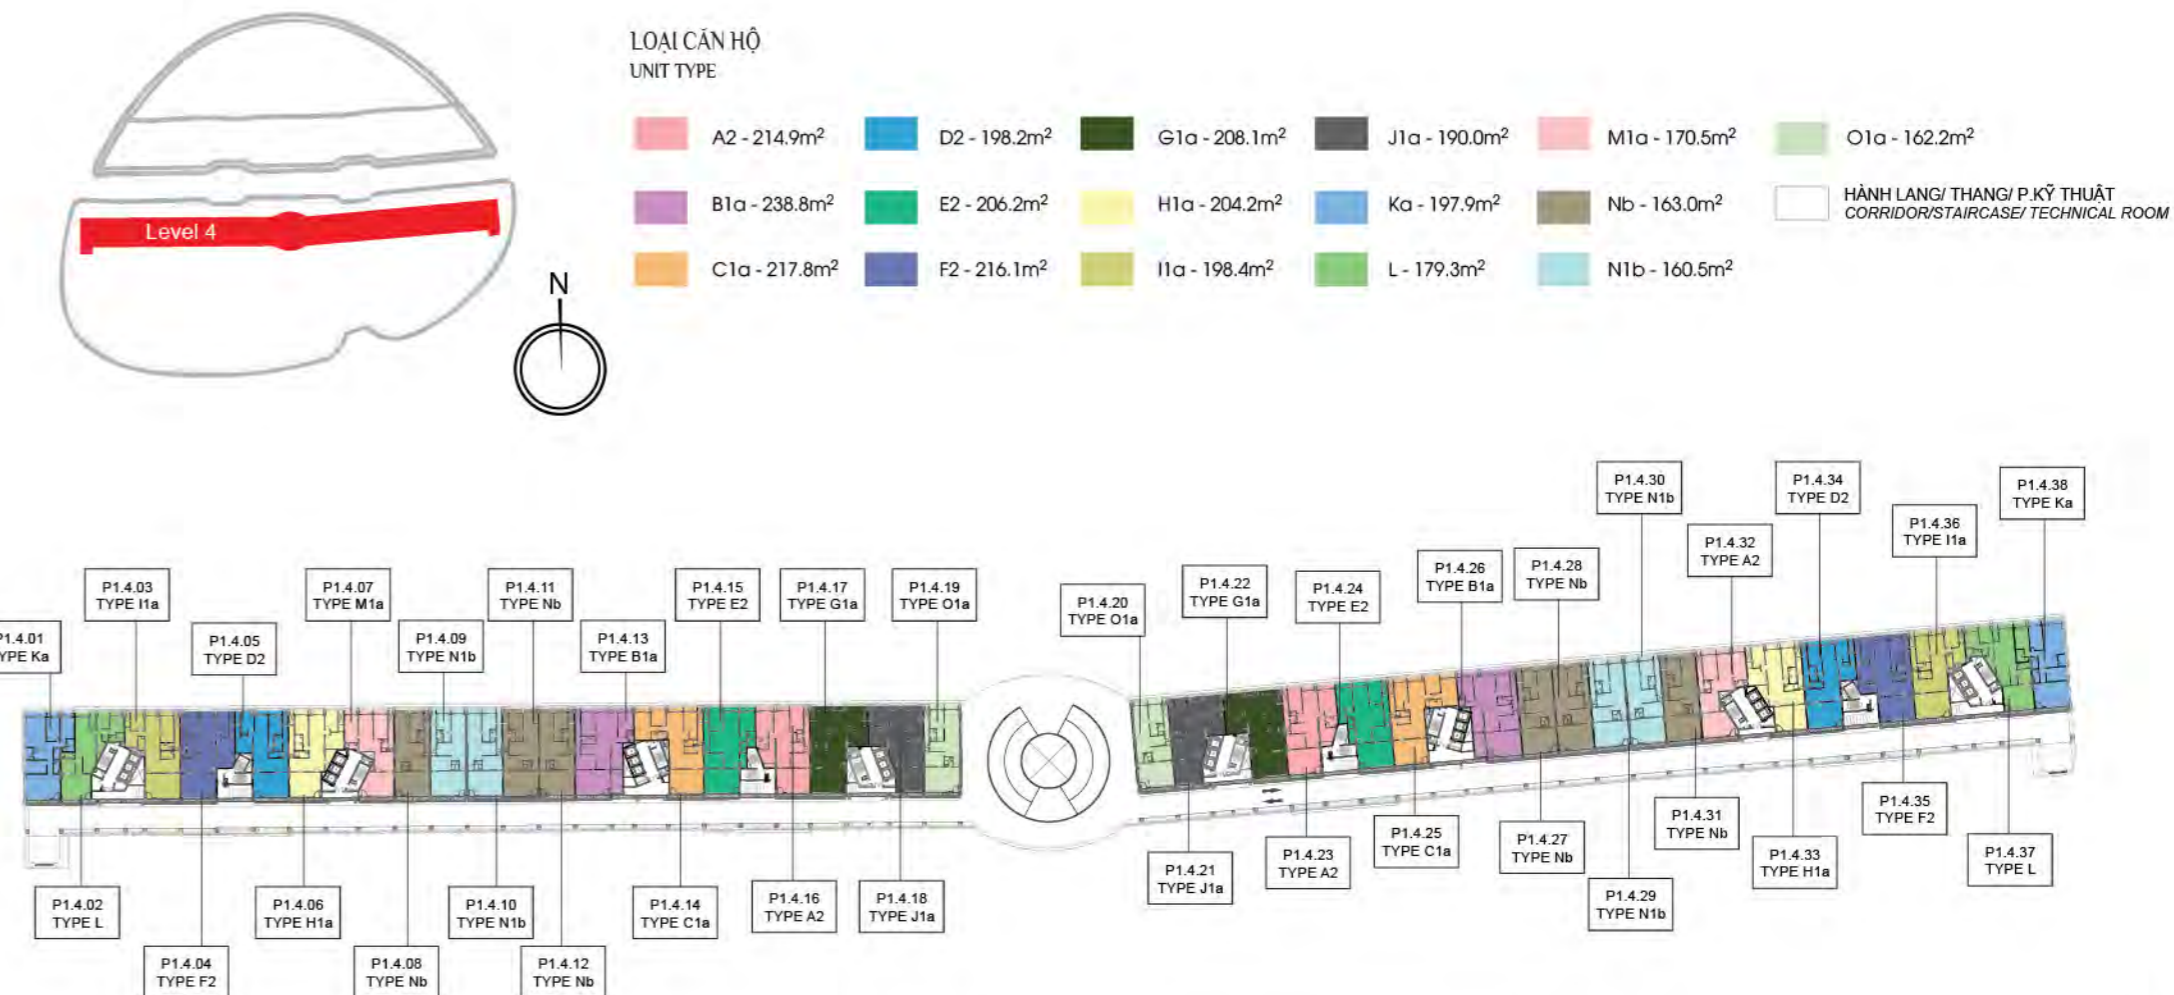 LOẠI CĂN HỘ
UNIT TYPE
A2 - 214.9m²
D2 - 198.2m²
G1a - 208.1m²
J1a - 190.0m²
M1a - 170.5m²
O1a - 162.2m²
B1a - 238.8m²
E2 - 206.2m²
H1a - 204.2m²
Ka - 197.9m²
Nb - 163.0m²
HÀNH LANG/ THANG/ P.KỸ THUẬT
CORRIDOR/STAIRCASE/ TECHNICAL ROOM
C1a - 217.8m²
F2 - 216.1m²
I1a - 198.4m²
L - 179.3m²
N1b - 160.5m²
Level 4
N
P1.4.30
TYPE N1b
P1.4.34
TYPE D2
P1.4.38
TYPE Ka
P1.4.36
TYPE I1a
P1.4.32
TYPE A2
P1.4.28
TYPE Nb
P1.4.26
TYPE B1a
P1.4.24
TYPE E2
P1.4.22
TYPE G1a
P1.4.20
TYPE O1a
P1.4.03
TYPE I1a
P1.4.07
TYPE M1a
P1.4.11
TYPE Nb
P1.4.15
TYPE E2
P1.4.17
TYPE G1a
P1.4.19
TYPE O1a
P1.4.01
YPE Ka
P1.4.05
TYPE D2
P1.4.09
TYPE N1b
P1.4.13
TYPE B1a
P1.4.35
TYPE F2
P1.4.31
TYPE Nb
P1.4.25
TYPE C1a
P1.4.27
TYPE Nb
P1.4.33
TYPE H1a
P1.4.37
TYPE L
P1.4.23
TYPE A2
P1.4.21
TYPE J1a
P1.4.29
TYPE N1b
P1.4.02
TYPE L
P1.4.06
TYPE H1a
P1.4.10
TYPE N1b
P1.4.14
TYPE C1a
P1.4.16
TYPE A2
P1.4.18
TYPE J1a
P1.4.04
TYPE F2
P1.4.08
TYPE Nb
P1.4.12
TYPE Nb